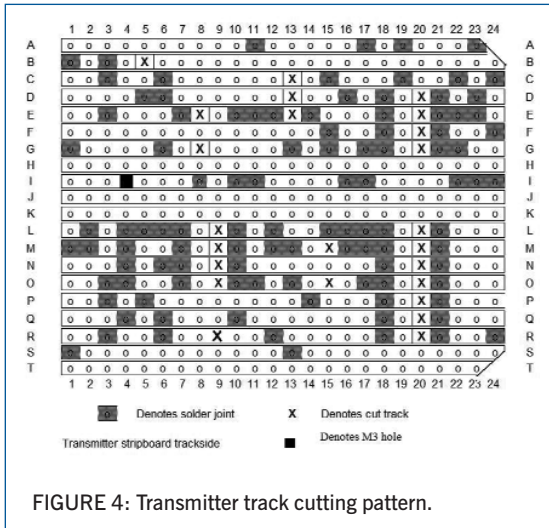 1 2 3 4 5 6 7 8 9 10 11 12 13 14 15 16 17 18 19 20 21 22 23 24
A A
B X B
C X C
D X X D
E X X X E
F X F
G X X G
H H
I I
J J
K K
L X X L
M X X X M
N X X N
O X X X O
P X P
Q X Q
R X X R
S S
T T
1 2 3 4 5 6 7 8 9 10 11 12 13 14 15 16 17 18 19 20 21 22 23 24
Denotes solder joint X Denotes cut track
Transmitter stripboard trackside Denotes M3 hole
FIGURE 4: Transmitter track cutting pattern.